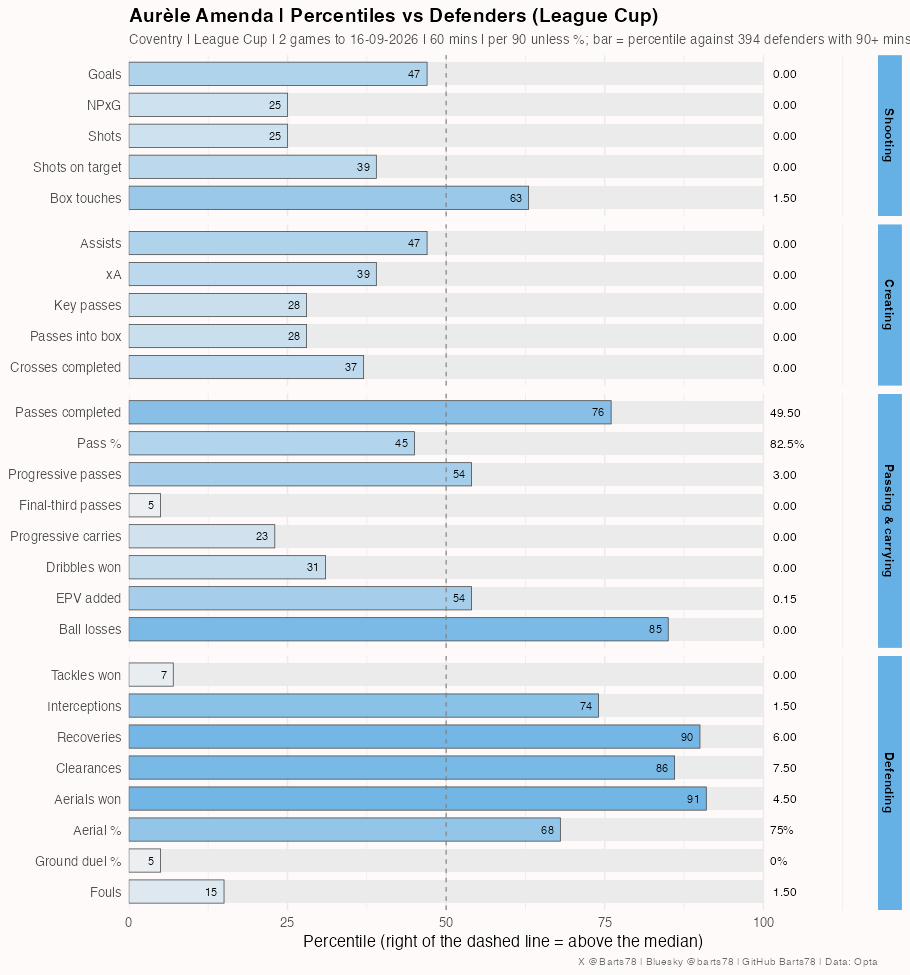 Aurèle Amenda | Percentiles vs Defenders (League Cup)
Coventry | League Cup | 2 games to 16-09-2026 | 60 mins | per 90 unless %; bar = percentile against 394 defenders with 90+ mins
Goals 47 0.00
NPxG 25 0.00
Shots 25 0.00
Shots on target 39 0.00
Box touches 63 1.50
Shooting
Assists 47 0.00
xA 39 0.00
Key passes 28 0.00
Passes into box 28 0.00
Crosses completed 37 0.00
Creating
Passes completed 76 49.50
Pass % 45 82.5%
Progressive passes 54 3.00
Final-third passes 5 0.00
Progressive carries 23 0.00
Dribbles won 31 0.00
EPV added 54 0.15
Ball losses 85 0.00
Passing & carrying
Tackles won 7 0.00
Interceptions 74 1.50
Recoveries 90 6.00
Clearances 86 7.50
Aerials won 91 4.50
Aerial % 68 75%
Ground duel % 5 0%
Fouls 15 1.50
Defending
0 25 50 75 100
Percentile (right of the dashed line = above the median)
X @Barts78 | Bluesky @barts78 | GitHub Barts78 | Data: Opta